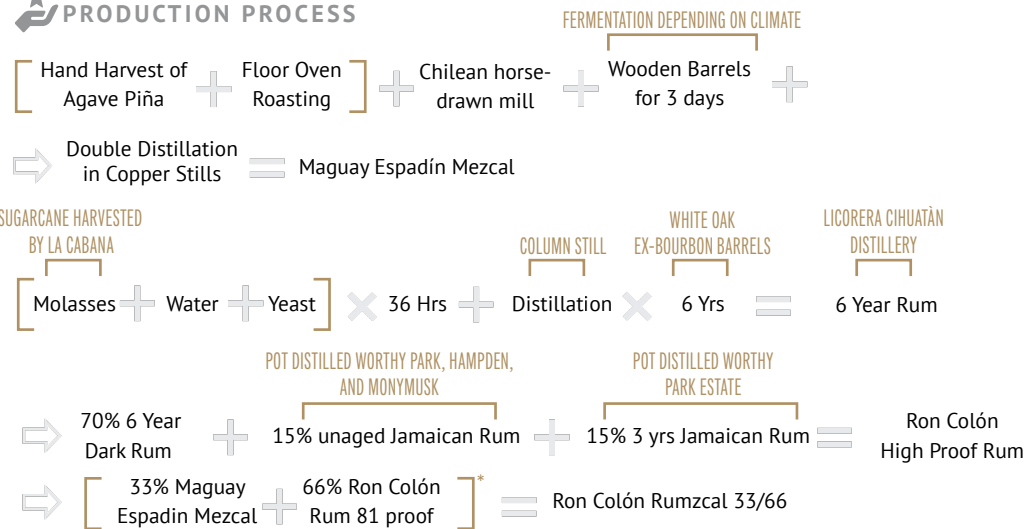 PRODUCTION PROCESS
FERMENTATION DEPENDING ON CLIMATE
[ Hand Harvest of Agave Piña + Floor Oven Roasting ] + Chilean horse-drawn mill + Wooden Barrels for 3 days +
⇨ Double Distillation in Copper Stills = Maguay Espadín Mezcal
SUGARCANE HARVESTED BY LA CABANA
COLUMN STILL
WHITE OAK EX-BOURBON BARRELS
LICORERA CIHUATÀN DISTILLERY
[ Molasses + Water + Yeast ] × 36 Hrs + Distillation × 6 Yrs = 6 Year Rum
POT DISTILLED WORTHY PARK, HAMPDEN, AND MONYMUSK
POT DISTILLED WORTHY PARK ESTATE
⇨ 70% 6 Year Dark Rum + 15% unaged Jamaican Rum + 15% 3 yrs Jamaican Rum = Ron Colón High Proof Rum
⇨ [ 33% Maguay Espadin Mezcal + 66% Ron Colón Rum 81 proof ]* = Ron Colón Rumzcal 33/66